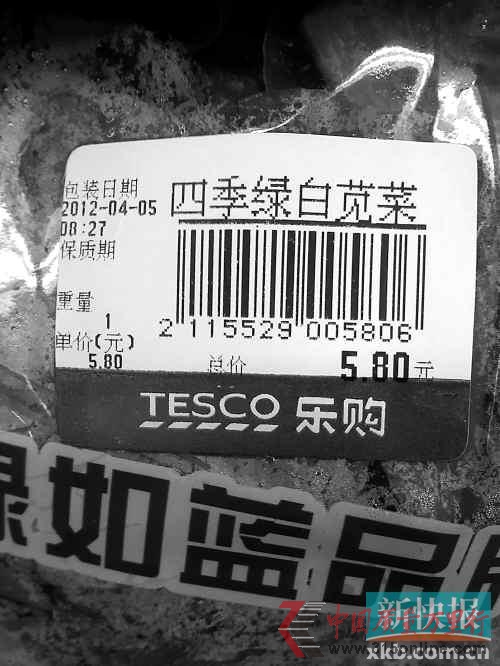 包装日期
2012-04-05
08:27
保质期
四季绿白苋菜
重量
1
单价(元)
5.80
2 115529 005806
总价 5.80元
TESCO 乐购
绿如蓝品
新快报
xkb.com.cn